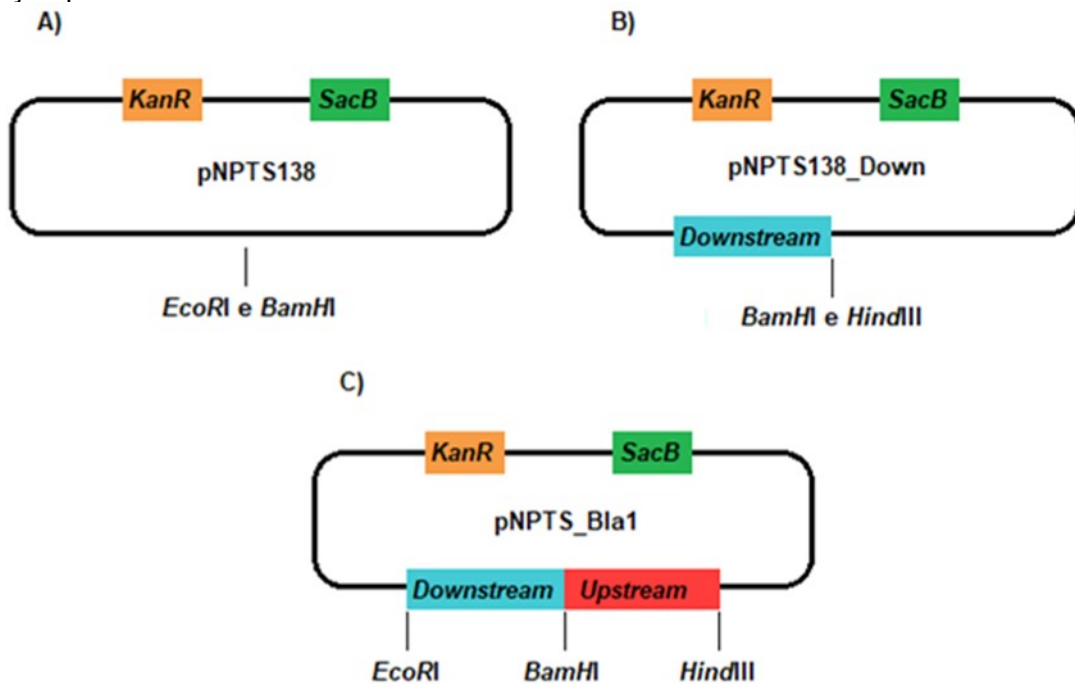 A)
KanR SacB
pNPTS138
EcoRI e BamHI
B)
KanR SacB
pNPTS138_Down
Downstream
BamHI e HindIII
C)
KanR SacB
pNPTS_Bla1
Downstream Upstream
EcoRI BamHI HindIII